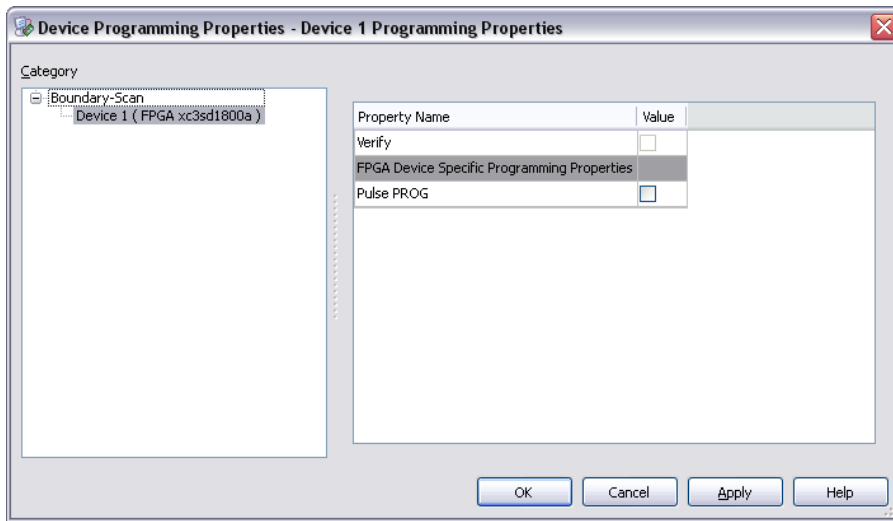 Device Programming Properties - Device 1 Programming Properties
Category
Boundary-Scan
Device 1 ( FPGA xc3sd1800a )
Property Name Value
Verify
FPGA Device Specific Programming Properties
Pulse PROG
OK Cancel Apply Help